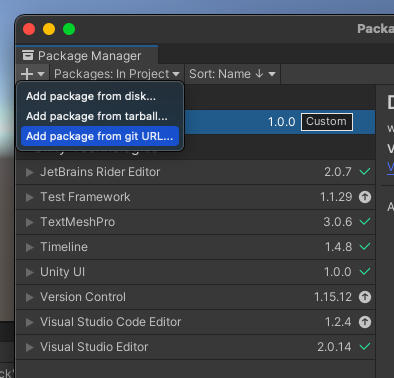 Packa
Package Manager
+ ▾ Packages: In Project ▾ Sort: Name ↓ ▾
Add package from disk...
Add package from tarball...
Add package from git URL...
1.0.0 Custom
JetBrains Rider Editor 2.0.7
Test Framework 1.1.29
TextMeshPro 3.0.6
Timeline 1.4.8
Unity UI 1.0.0
Version Control 1.15.12
Visual Studio Code Editor 1.2.4
Visual Studio Editor 2.0.14